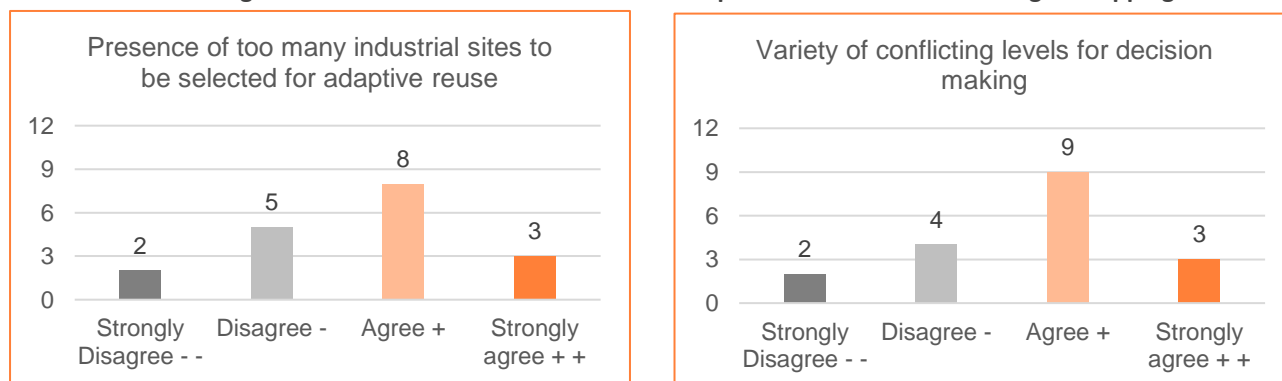 Presence of too many industrial sites to
be selected for adaptive reuse
12
9
6
3
0
2
5
8
3
Strongly
Disagree - -
Disagree -
Agree +
Strongly
agree + +
Variety of conflicting levels for decision
making
12
9
6
3
0
2
4
9
3
Strongly
Disagree - -
Disagree -
Agree +
Strongly
agree + +